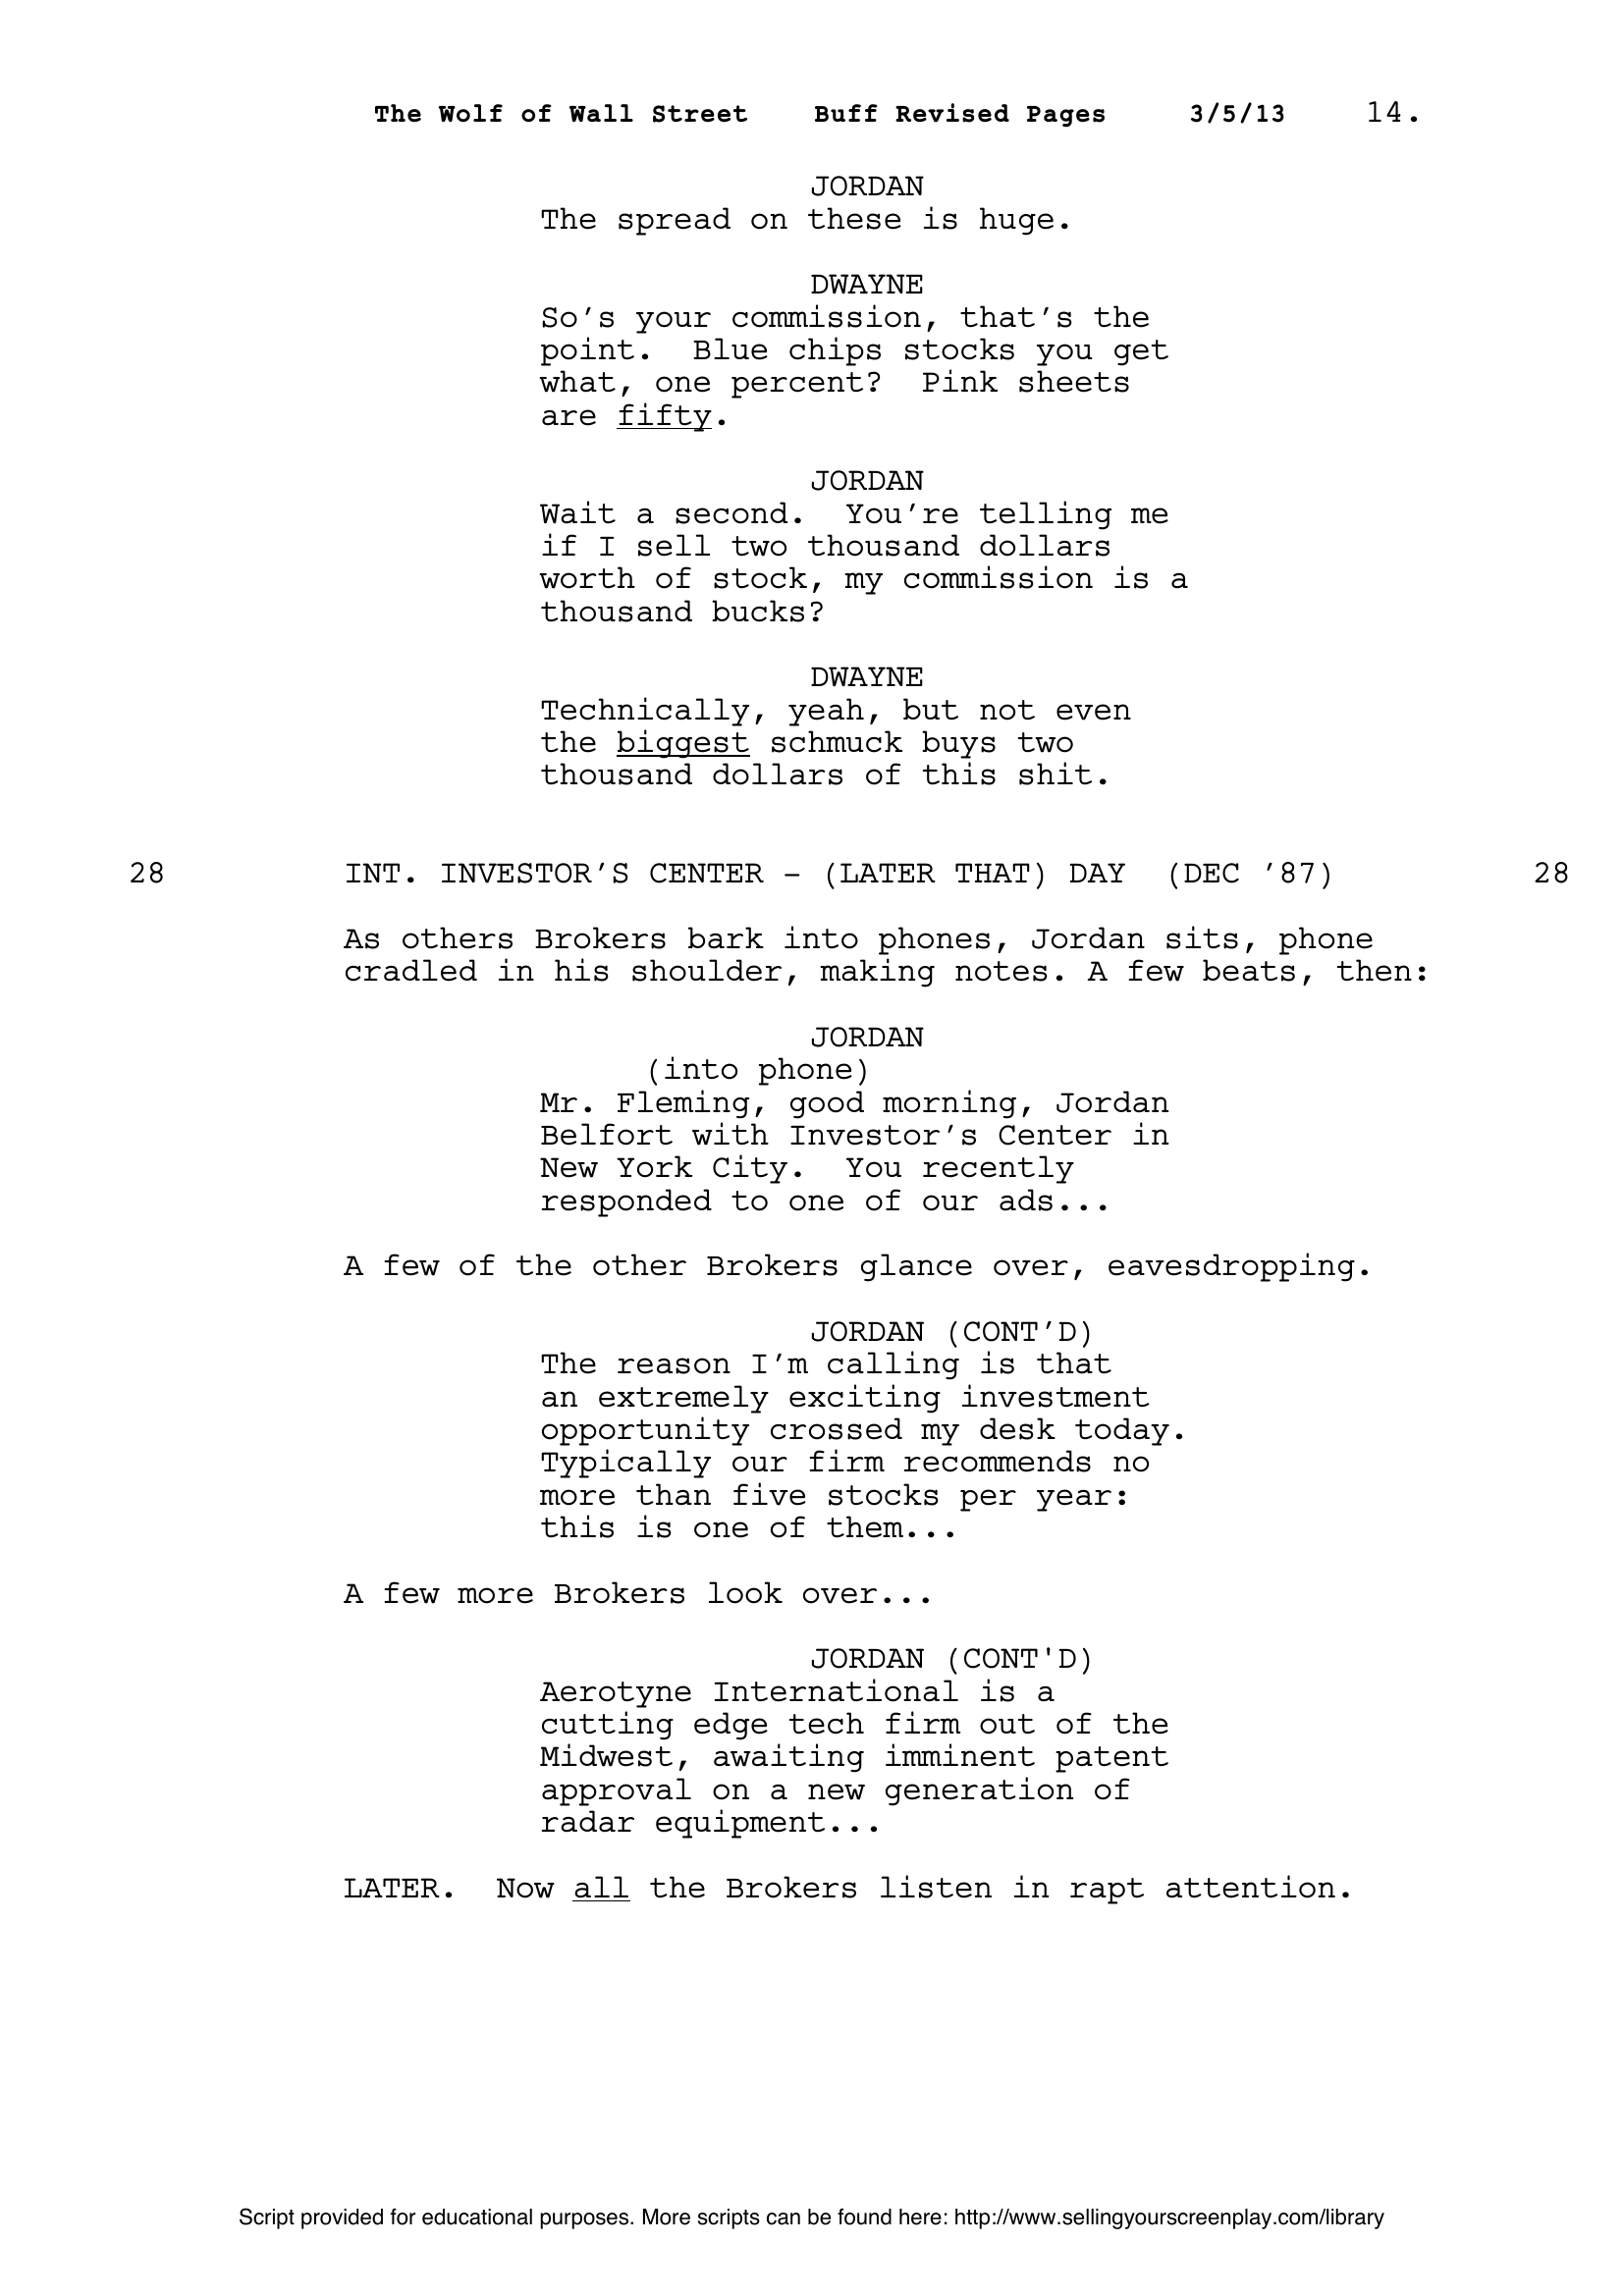 The Wolf of Wall Street    Buff Revised Pages    3/5/13    14.
JORDAN
The spread on these is huge.
DWAYNE
So’s your commission, that’s the
point.  Blue chips stocks you get
what, one percent?  Pink sheets
are fifty.
JORDAN
Wait a second.  You’re telling me
if I sell two thousand dollars
worth of stock, my commission is a
thousand bucks?
DWAYNE
Technically, yeah, but not even
the biggest schmuck buys two
thousand dollars of this shit.
28    INT. INVESTOR’S CENTER – (LATER THAT) DAY  (DEC ’87)    28
As others Brokers bark into phones, Jordan sits, phone
cradled in his shoulder, making notes. A few beats, then:
JORDAN
(into phone)
Mr. Fleming, good morning, Jordan
Belfort with Investor’s Center in
New York City.  You recently
responded to one of our ads...
A few of the other Brokers glance over, eavesdropping.
JORDAN (CONT’D)
The reason I’m calling is that
an extremely exciting investment
opportunity crossed my desk today.
Typically our firm recommends no
more than five stocks per year:
this is one of them...
A few more Brokers look over...
JORDAN (CONT'D)
Aerotyne International is a
cutting edge tech firm out of the
Midwest, awaiting imminent patent
approval on a new generation of
radar equipment...
LATER.  Now all the Brokers listen in rapt attention.
Script provided for educational purposes. More scripts can be found here: http://www.sellingyourscreenplay.com/library